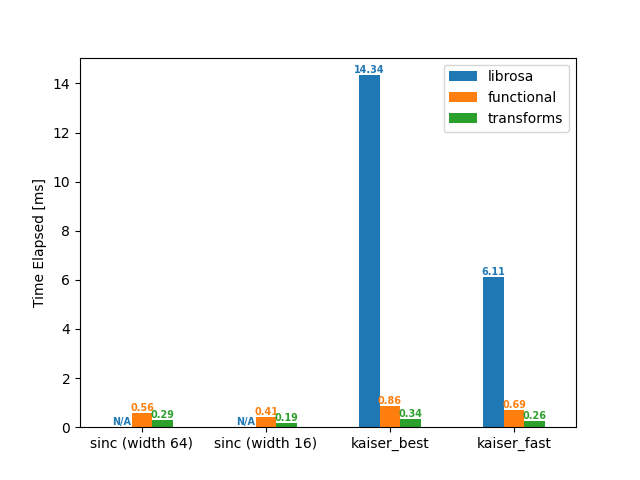 14.34
librosa
functional
transforms
14
12
10
8
6
4
2
0
Time Elapsed [ms]
6.11
N/A 0.56 0.29
N/A 0.41 0.19
0.86 0.34
0.69 0.26
sinc (width 64) sinc (width 16) kaiser_best kaiser_fast